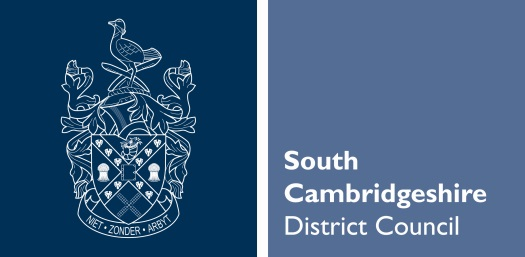 NIET · ZONDER · ARBYT
South
Cambridgeshire
District Council